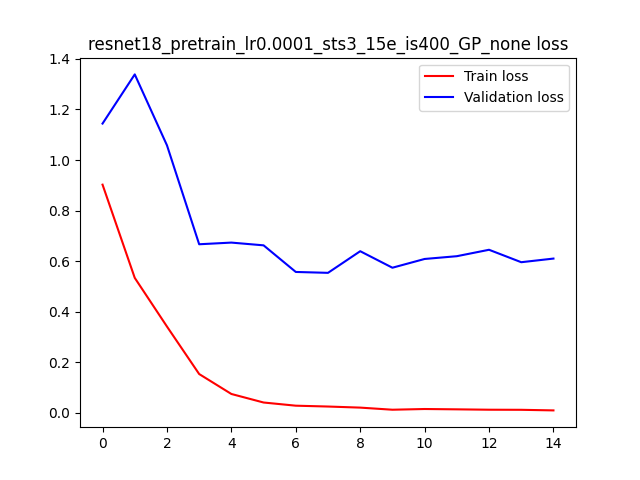 resnet18_pretrain_lr0.0001_sts3_15e_is400_GP_none loss
Train loss
Validation loss
1.4
1.2
1.0
0.8
0.6
0.4
0.2
0.0
0 2 4 6 8 10 12 14